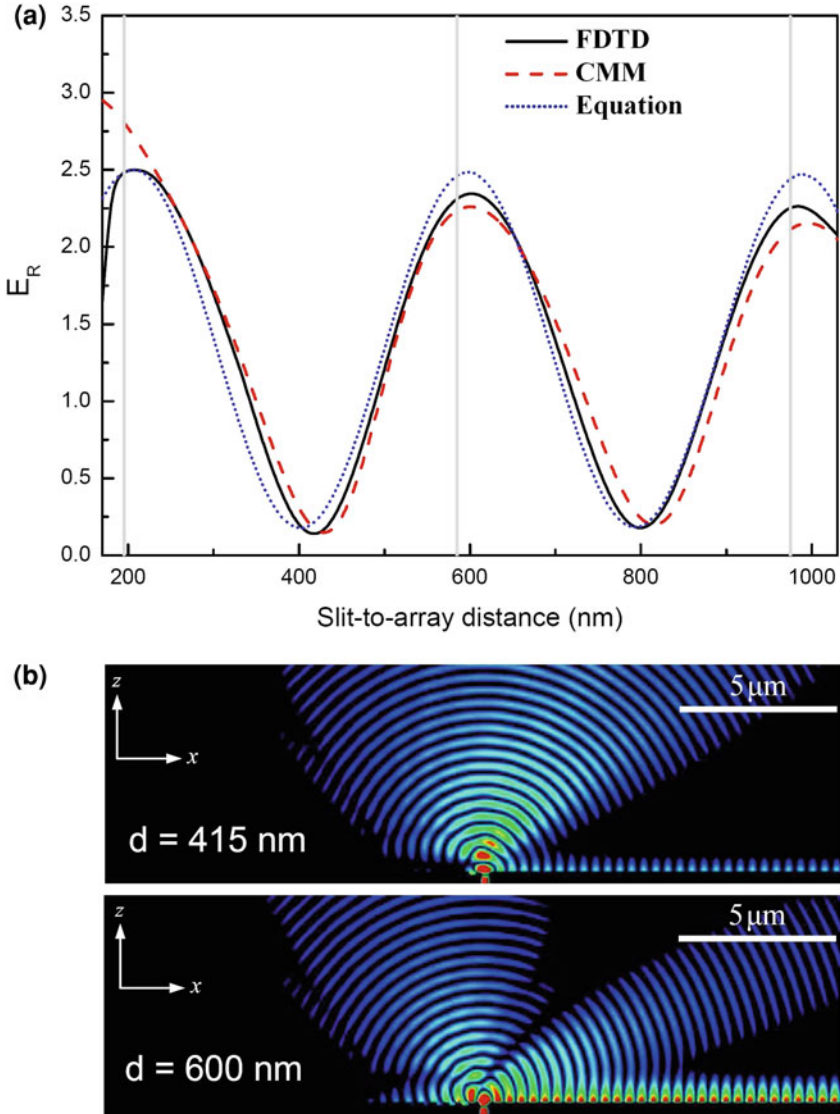 (a)
3.5
3.0
2.5
2.0
1.5
1.0
0.5
0.0
E_R
FDTD
CMM
Equation
200 400 600 800 1000
Slit-to-array distance (nm)
(b)
z
x
5 μm
d = 415 nm
z
x
5 μm
d = 600 nm